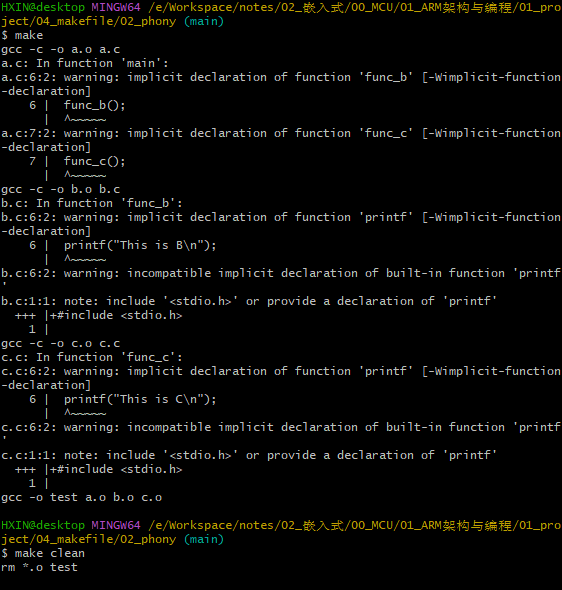 HXIN@desktop MINGW64 /e/Workspace/notes/02_嵌入式/00_MCU/01_ARM架构与编程/01_pro
ject/04_makefile/02_phony (main)
$ make
gcc -c -o a.o a.c
a.c: In function 'main':
a.c:6:2: warning: implicit declaration of function 'func_b' [-Wimplicit-function
-declaration]
    6 |  func_b();
      |  ^~~~~~
a.c:7:2: warning: implicit declaration of function 'func_c' [-Wimplicit-function
-declaration]
    7 |  func_c();
      |  ^~~~~~
gcc -c -o b.o b.c
b.c: In function 'func_b':
b.c:6:2: warning: implicit declaration of function 'printf' [-Wimplicit-function
-declaration]
    6 |  printf("This is B\n");
      |  ^~~~~~
b.c:6:2: warning: incompatible implicit declaration of built-in function 'printf
'
b.c:1:1: note: include '<stdio.h>' or provide a declaration of 'printf'
  +++ |+#include <stdio.h>
    1 |
gcc -c -o c.o c.c
c.c: In function 'func_c':
c.c:6:2: warning: implicit declaration of function 'printf' [-Wimplicit-function
-declaration]
    6 |  printf("This is C\n");
      |  ^~~~~~
c.c:6:2: warning: incompatible implicit declaration of built-in function 'printf
'
c.c:1:1: note: include '<stdio.h>' or provide a declaration of 'printf'
  +++ |+#include <stdio.h>
    1 |
gcc -o test a.o b.o c.o
HXIN@desktop MINGW64 /e/Workspace/notes/02_嵌入式/00_MCU/01_ARM架构与编程/01_pro
ject/04_makefile/02_phony (main)
$ make clean
rm *.o test